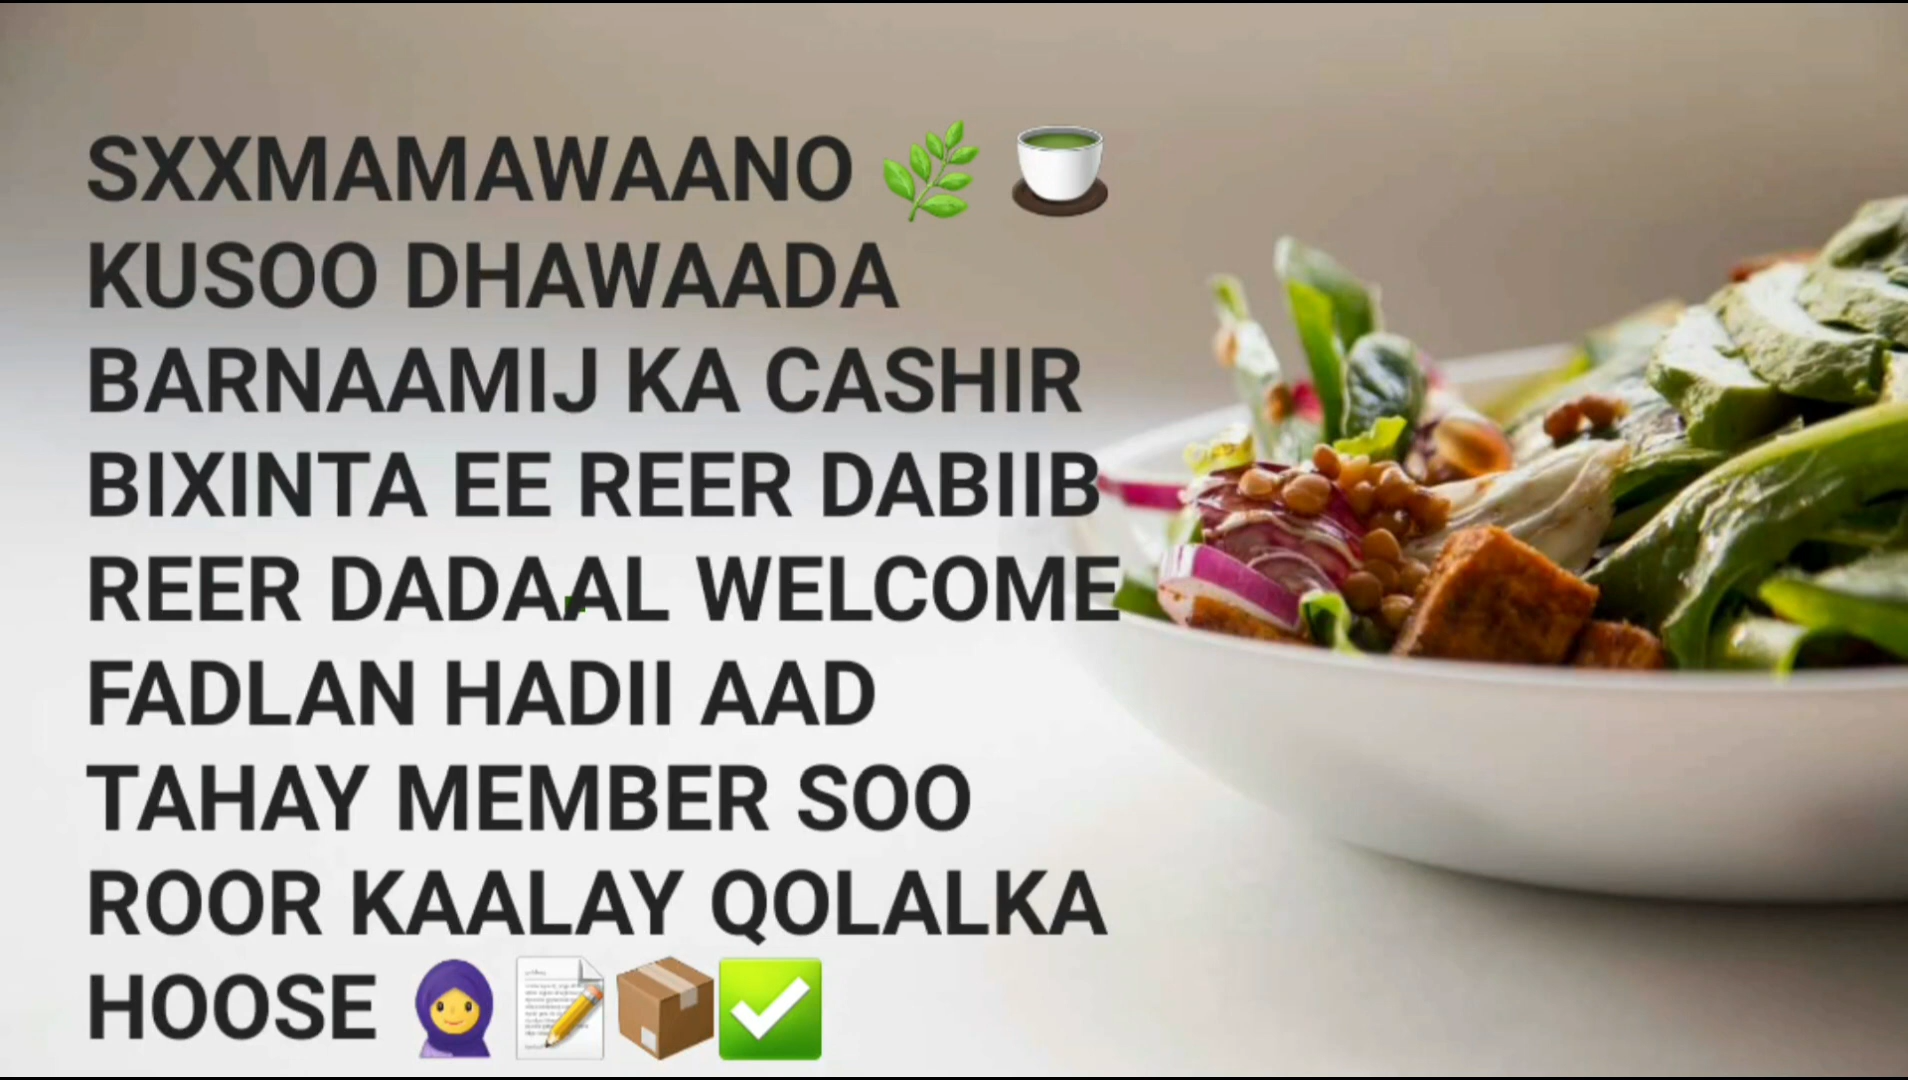 SXXMAMAWAANO 🌿 🍵
KUSOO DHAWAADA
BARNAAMIJ KA CASHIR
BIXINTA EE REER DABIIB
REER DADAAL WELCOME
FADLAN HADII AAD
TAHAY MEMBER SOO
ROOR KAALAY QOLALKA
HOOSE 🧕📝📦✅